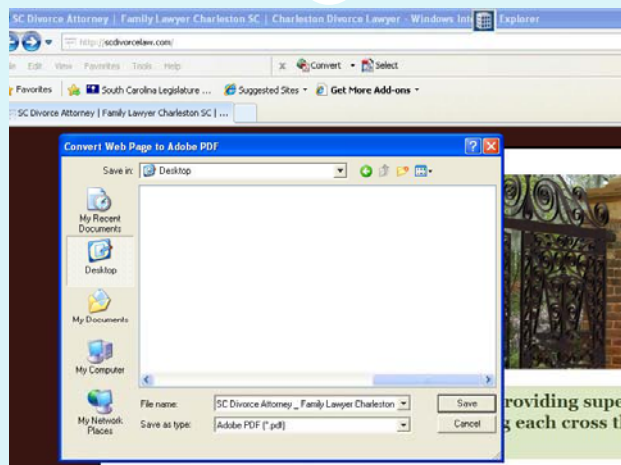 SC Divorce Attorney | Family Lawyer Charleston SC | Charleston Divorce Lawyer - Windows Int Explorer
http://scdivorcelaw.com/
Edit View Favorites Tools Help x Convert Select
Favorites South Carolina Legislature ... Suggested Sites Get More Add-ons
SC Divorce Attorney | Family Lawyer Charleston SC | ...
Convert Web Page to Adobe PDF
Save in: Desktop
My Recent
Documents
Desktop
My Documents
My Computer
My Network
Places
File name: SC Divorce Attorney _ Family Lawyer Charleston Save
Save as type: Adobe PDF (*.pdf) Cancel
roviding supe
g each cross th